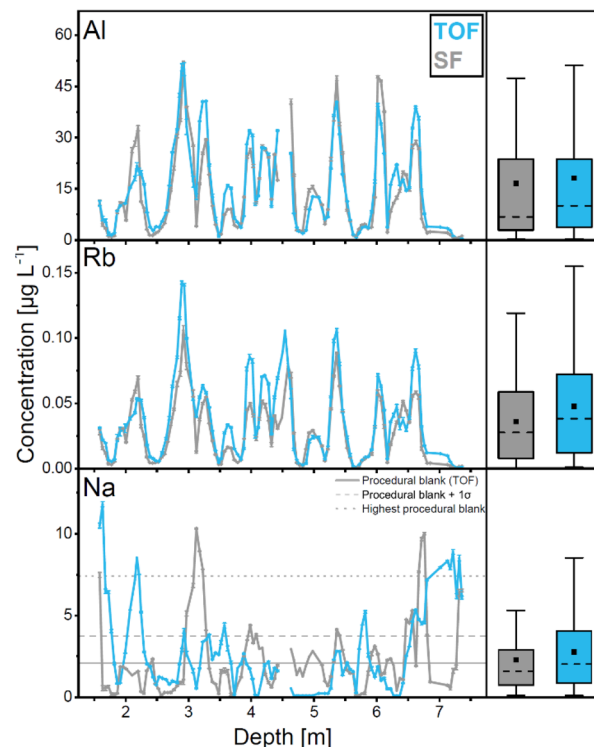 Al
TOF
SF
60
45
30
15
0
Rb
0.15
0.10
0.05
0.00
Concentration [µg L⁻¹]
Na
Procedural blank (TOF)
Procedural blank + 1σ
Highest procedural blank
10
5
0
2 3 4 5 6 7
Depth [m]